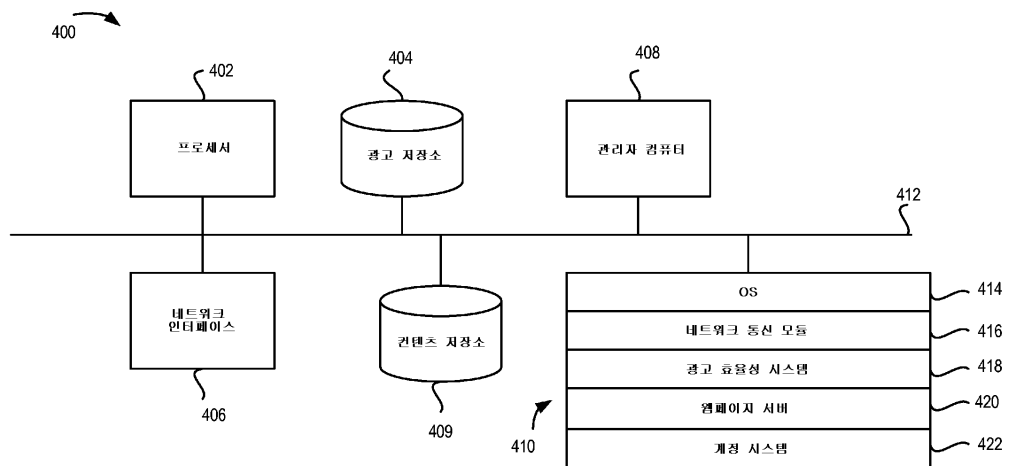 400
402
프로세서
404
광고 저장소
408
관리자 컴퓨터
412
네트워크
인터페이스
406
컨텐츠 저장소
409
410
OS
414
네트워크 통신 모듈
416
광고 효율성 시스템
418
웹페이지 서버
420
계정 시스템
422